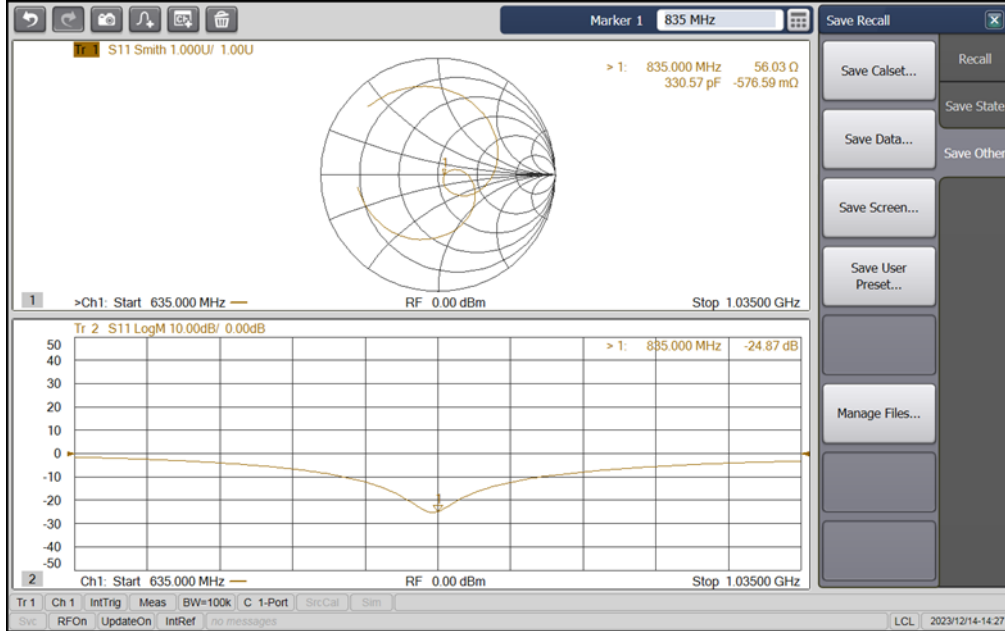 Marker 1 835 MHz
Save Recall
Tr 1 S11 Smith 1.000U/ 1.00U
> 1: 835.000 MHz 56.03 Ω
330.57 pF -576.59 mΩ
1
1
>Ch1: Start 635.000 MHz
RF 0.00 dBm
Stop 1.03500 GHz
Tr 2 S11 LogM 10.00dB/ 0.00dB
> 1: 835.000 MHz -24.87 dB
50
40
30
20
10
0
-10
-20
-30
-40
-50
1
2
Ch1: Start 635.000 MHz
RF 0.00 dBm
Stop 1.03500 GHz
Save Calset...
Save Data...
Save Screen...
Save User
Preset...
Manage Files...
Recall
Save State
Save Other
Tr 1 Ch 1 IntTrig Meas BW=100k C 1-Port SrcCal Sim
Svc RFOn UpdateOn IntRef no messages
LCL 2023/12/14-14:27